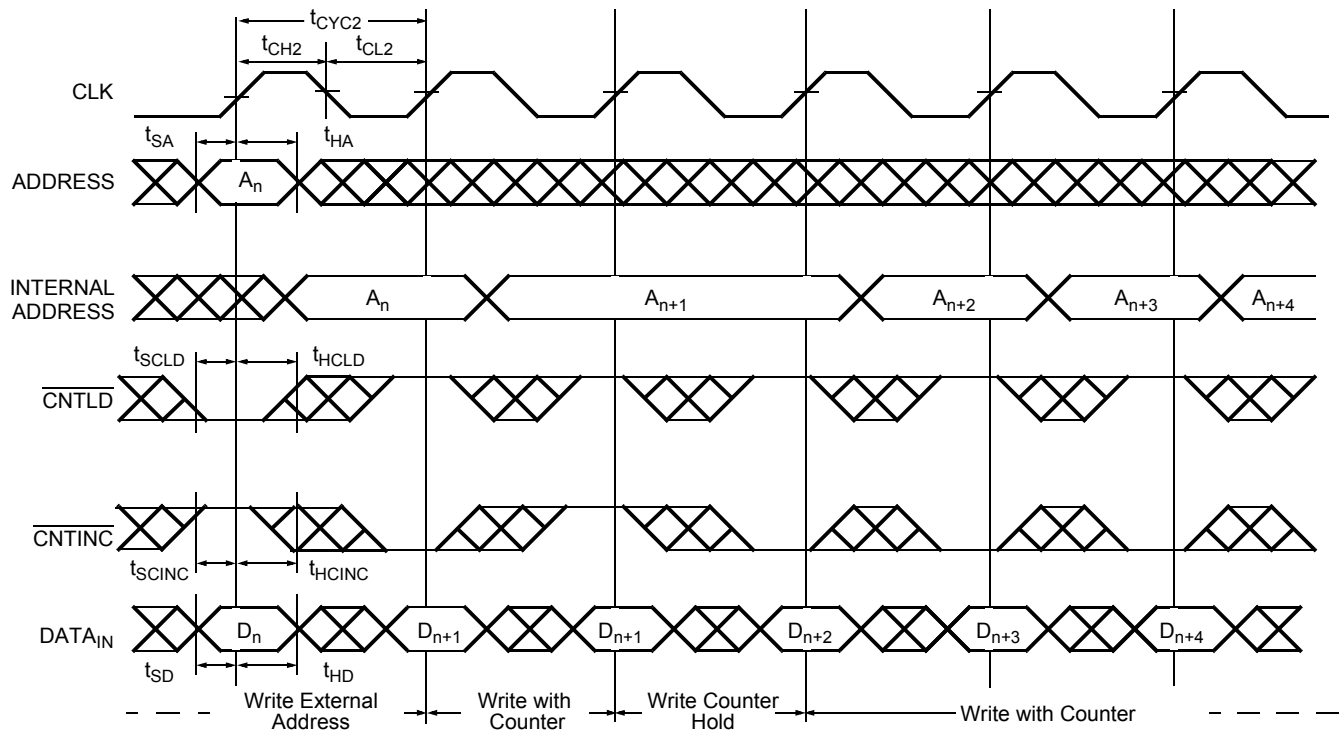 tCYC2
tCH2 tCL2
CLK
tSA tHA
ADDRESS An
INTERNAL
ADDRESS
An An+1 An+2 An+3 An+4
tSCLD tHCLD
CNTLD
CNTINC
tSCINC tHCINC
DATAIN Dn Dn+1 Dn+1 Dn+2 Dn+3 Dn+4
tSD tHD
Write External
Address
Write with
Counter
Write Counter
Hold
Write with Counter